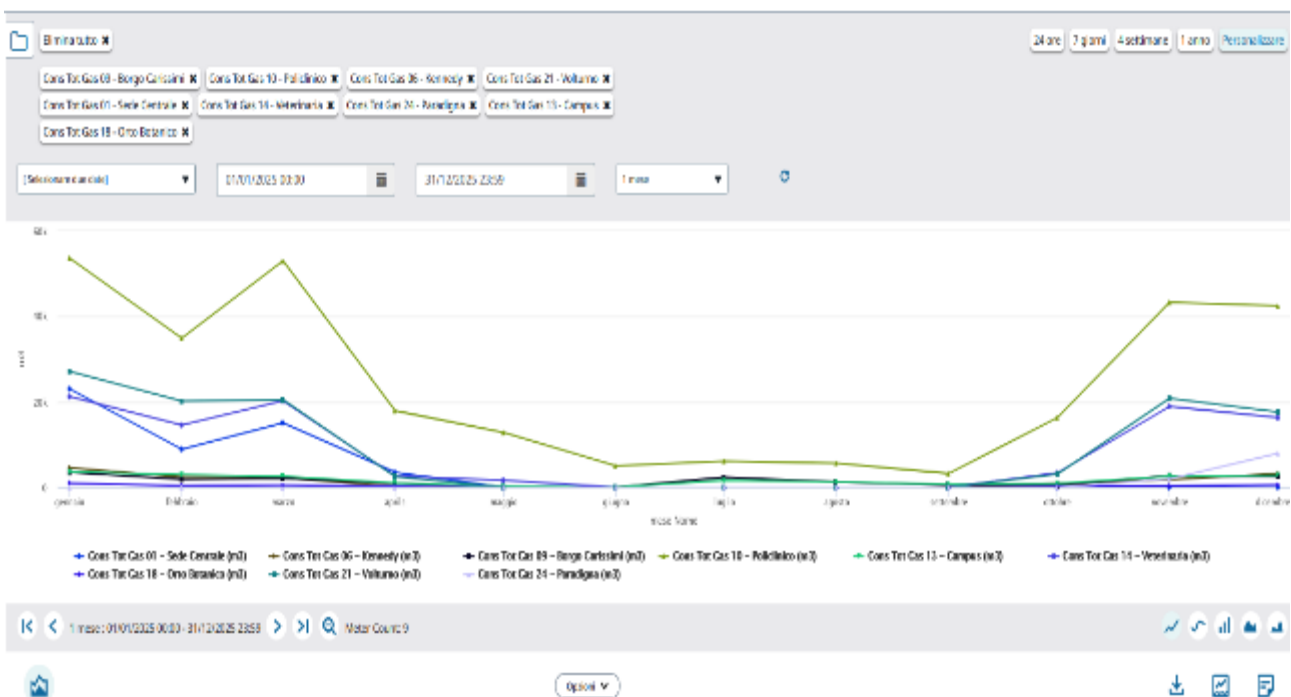 Elimina tutto ✖ 24 ore 7 giorni 4 settimane 1 anno Personalizzare
Cons Tot Gas 09 - Borgo Carissimi ✖ Cons Tot Gas 10 - Policlinico ✖ Cons Tot Gas 06 - Kennedy ✖ Cons Tot Gas 21 - Volturno ✖
Cons Tot Gas 01 - Sede Centrale ✖ Cons Tot Gas 14 - Veterinaria ✖ Cons Tot Gas 24 - Paradigna ✖ Cons Tot Gas 13 - Campus ✖
Cons Tot Gas 18 - Orto Botanico ✖
01/01/2025 00:00 31/12/2025 23:59 1 mese
20k
0
gennaio febbraio marzo aprile maggio giugno luglio agosto settembre ottobre novembre dicembre
mese Nome
Cons Tot Gas 01 - Sede Centrale (m3) Cons Tot Gas 06 - Kennedy (m3) Cons Tot Gas 09 - Borgo Carissimi (m3) Cons Tot Gas 10 - Policlinico (m3) Cons Tot Gas 13 - Campus (m3) Cons Tot Gas 14 - Veterinaria (m3)
Cons Tot Gas 18 - Orto Botanico (m3) Cons Tot Gas 21 - Volturno (m3) Cons Tot Gas 24 - Paradigna (m3)
1 mese : 01/01/2025 00:00 - 31/12/2025 23:59 Meter Count: 9
Opzioni